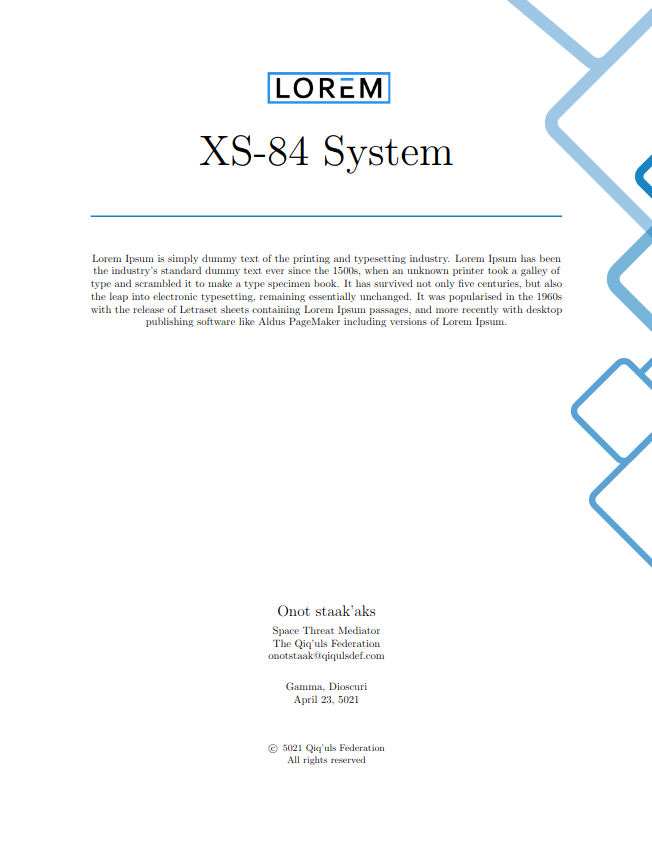 LOREM
XS-84 System
Lorem Ipsum is simply dummy text of the printing and typesetting industry. Lorem Ipsum has been
the industry's standard dummy text ever since the 1500s, when an unknown printer took a galley of
type and scrambled it to make a type specimen book. It has survived not only five centuries, but also
the leap into electronic typesetting, remaining essentially unchanged. It was popularised in the 1960s
with the release of Letraset sheets containing Lorem Ipsum passages, and more recently with desktop
publishing software like Aldus PageMaker including versions of Lorem Ipsum.
Onot staak'aks
Space Threat Mediator
The Qiq'uls Federation
onotstaak@qiqulsdef.com
Gamma, Dioscuri
April 23, 5021
© 5021 Qiq'uls Federation
All rights reserved